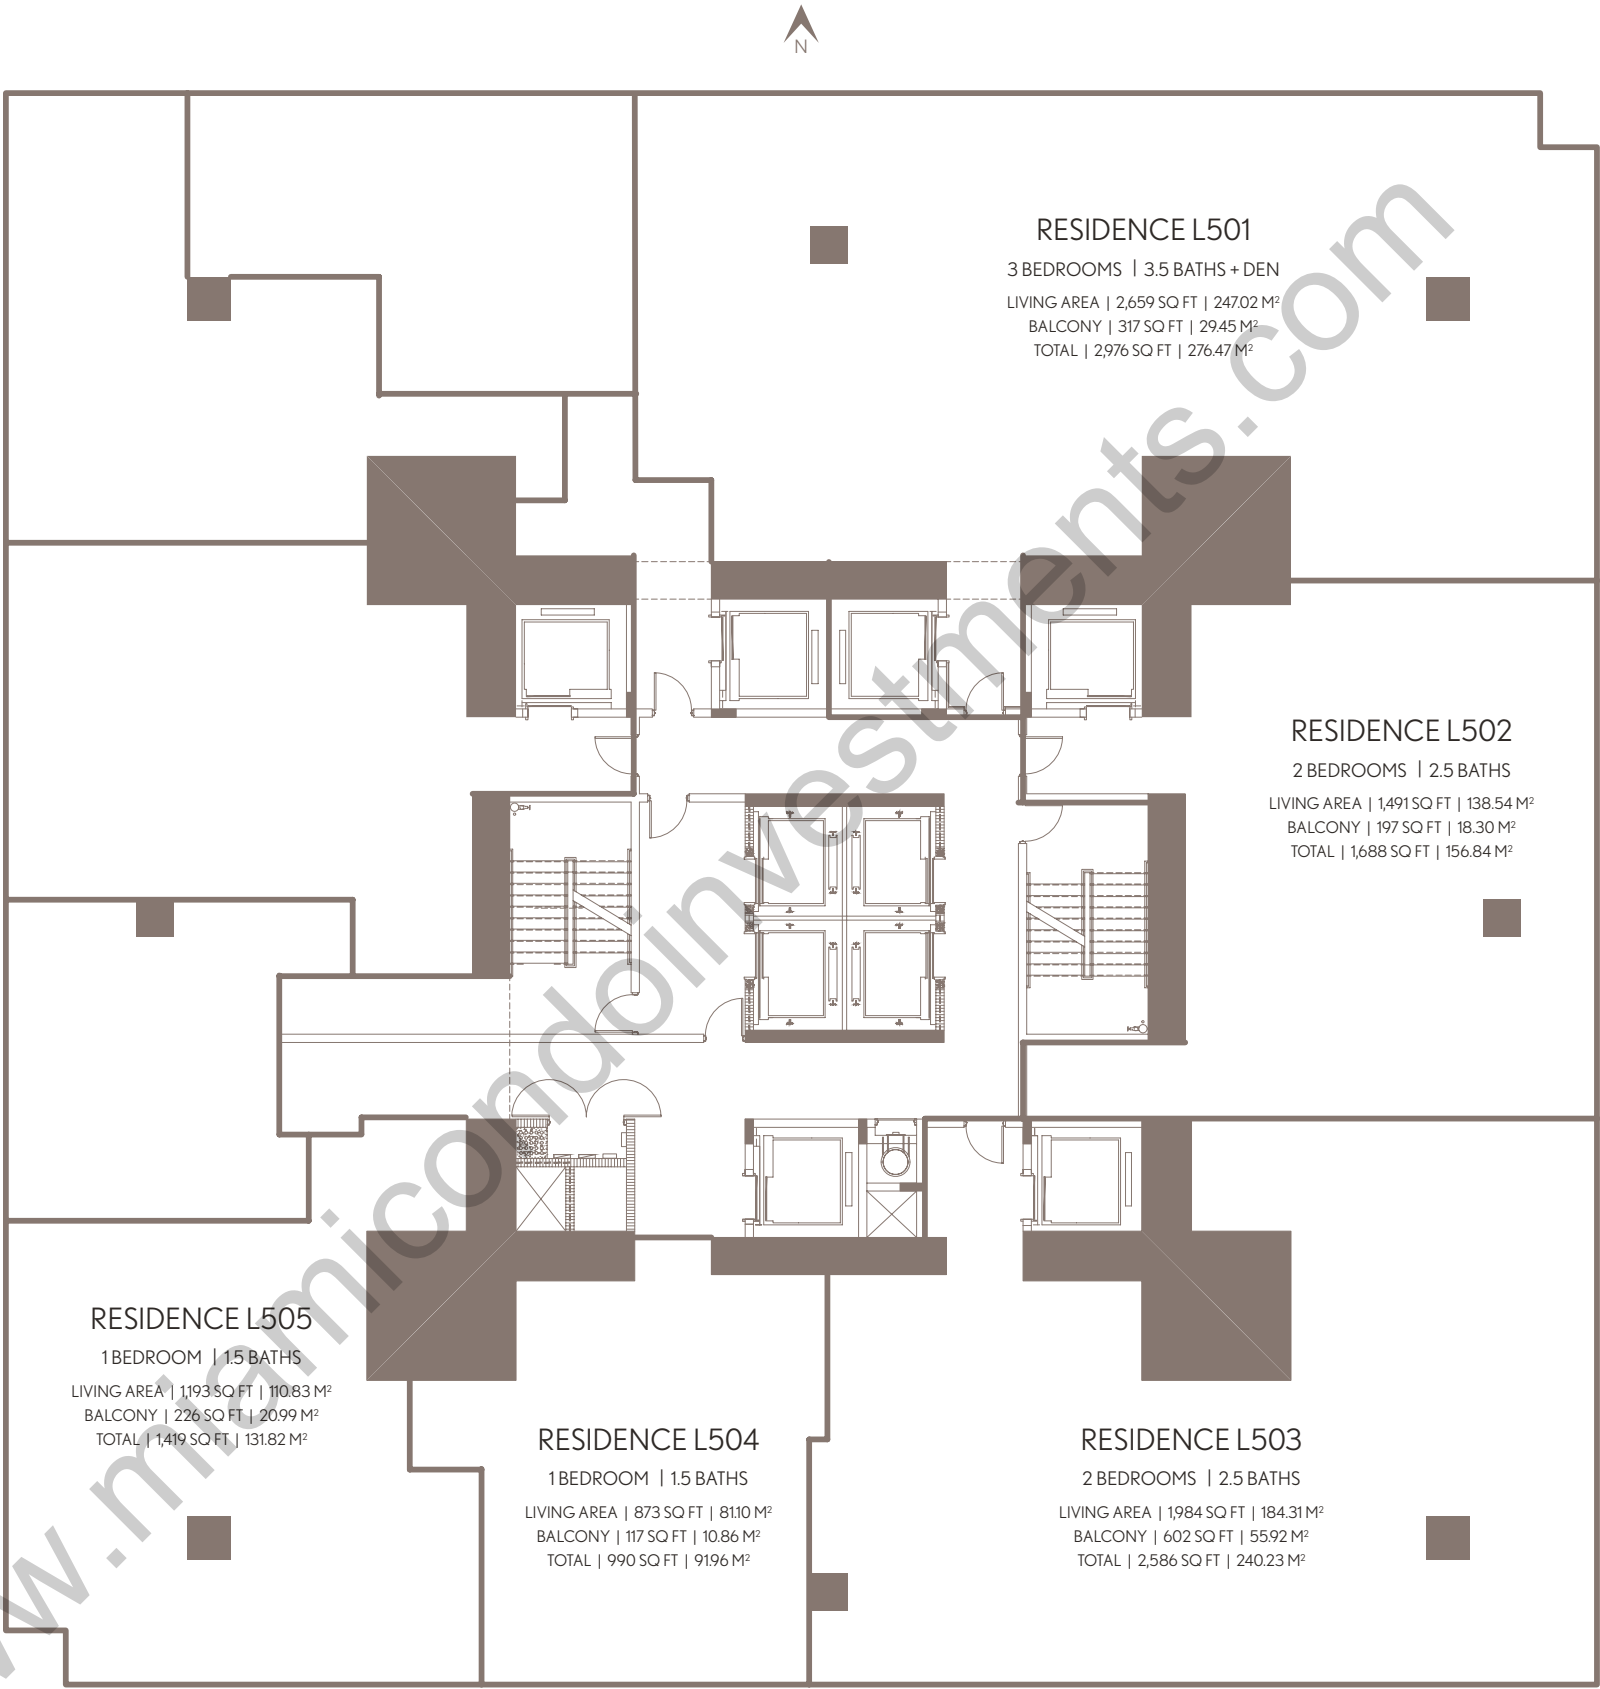 N
RESIDENCE L501
3 BEDROOMS | 3.5 BATHS + DEN
LIVING AREA | 2,659 SQ FT | 247.02 M²
BALCONY | 317 SQ FT | 29.45 M²
TOTAL | 2,976 SQ FT | 276.47 M²
RESIDENCE L502
2 BEDROOMS | 2.5 BATHS
LIVING AREA | 1,491 SQ FT | 138.54 M²
BALCONY | 197 SQ FT | 18.30 M²
TOTAL | 1,688 SQ FT | 156.84 M²
RESIDENCE L505
1 BEDROOM | 1.5 BATHS
LIVING AREA | 1,193 SQ FT | 110.83 M²
BALCONY | 226 SQ FT | 20.99 M²
TOTAL | 1,419 SQ FT | 131.82 M²
RESIDENCE L504
1 BEDROOM | 1.5 BATHS
LIVING AREA | 873 SQ FT | 81.10 M²
BALCONY | 117 SQ FT | 10.86 M²
TOTAL | 990 SQ FT | 91.96 M²
RESIDENCE L503
2 BEDROOMS | 2.5 BATHS
LIVING AREA | 1,984 SQ FT | 184.31 M²
BALCONY | 602 SQ FT | 55.92 M²
TOTAL | 2,586 SQ FT | 240.23 M²
w.miamicondoinvestments.com